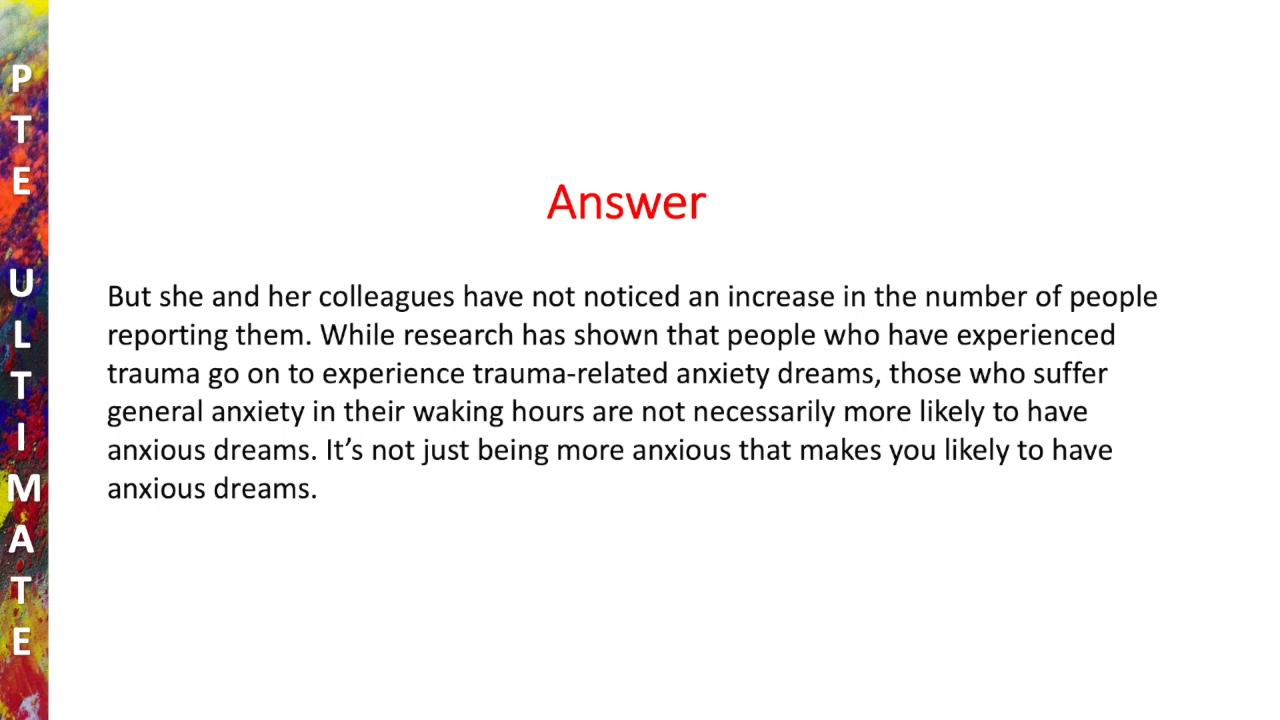 PTE ULTIMATE
Answer
But she and her colleagues have not noticed an increase in the number of people
reporting them. While research has shown that people who have experienced
trauma go on to experience trauma-related anxiety dreams, those who suffer
general anxiety in their waking hours are not necessarily more likely to have
anxious dreams. It’s not just being more anxious that makes you likely to have
anxious dreams.